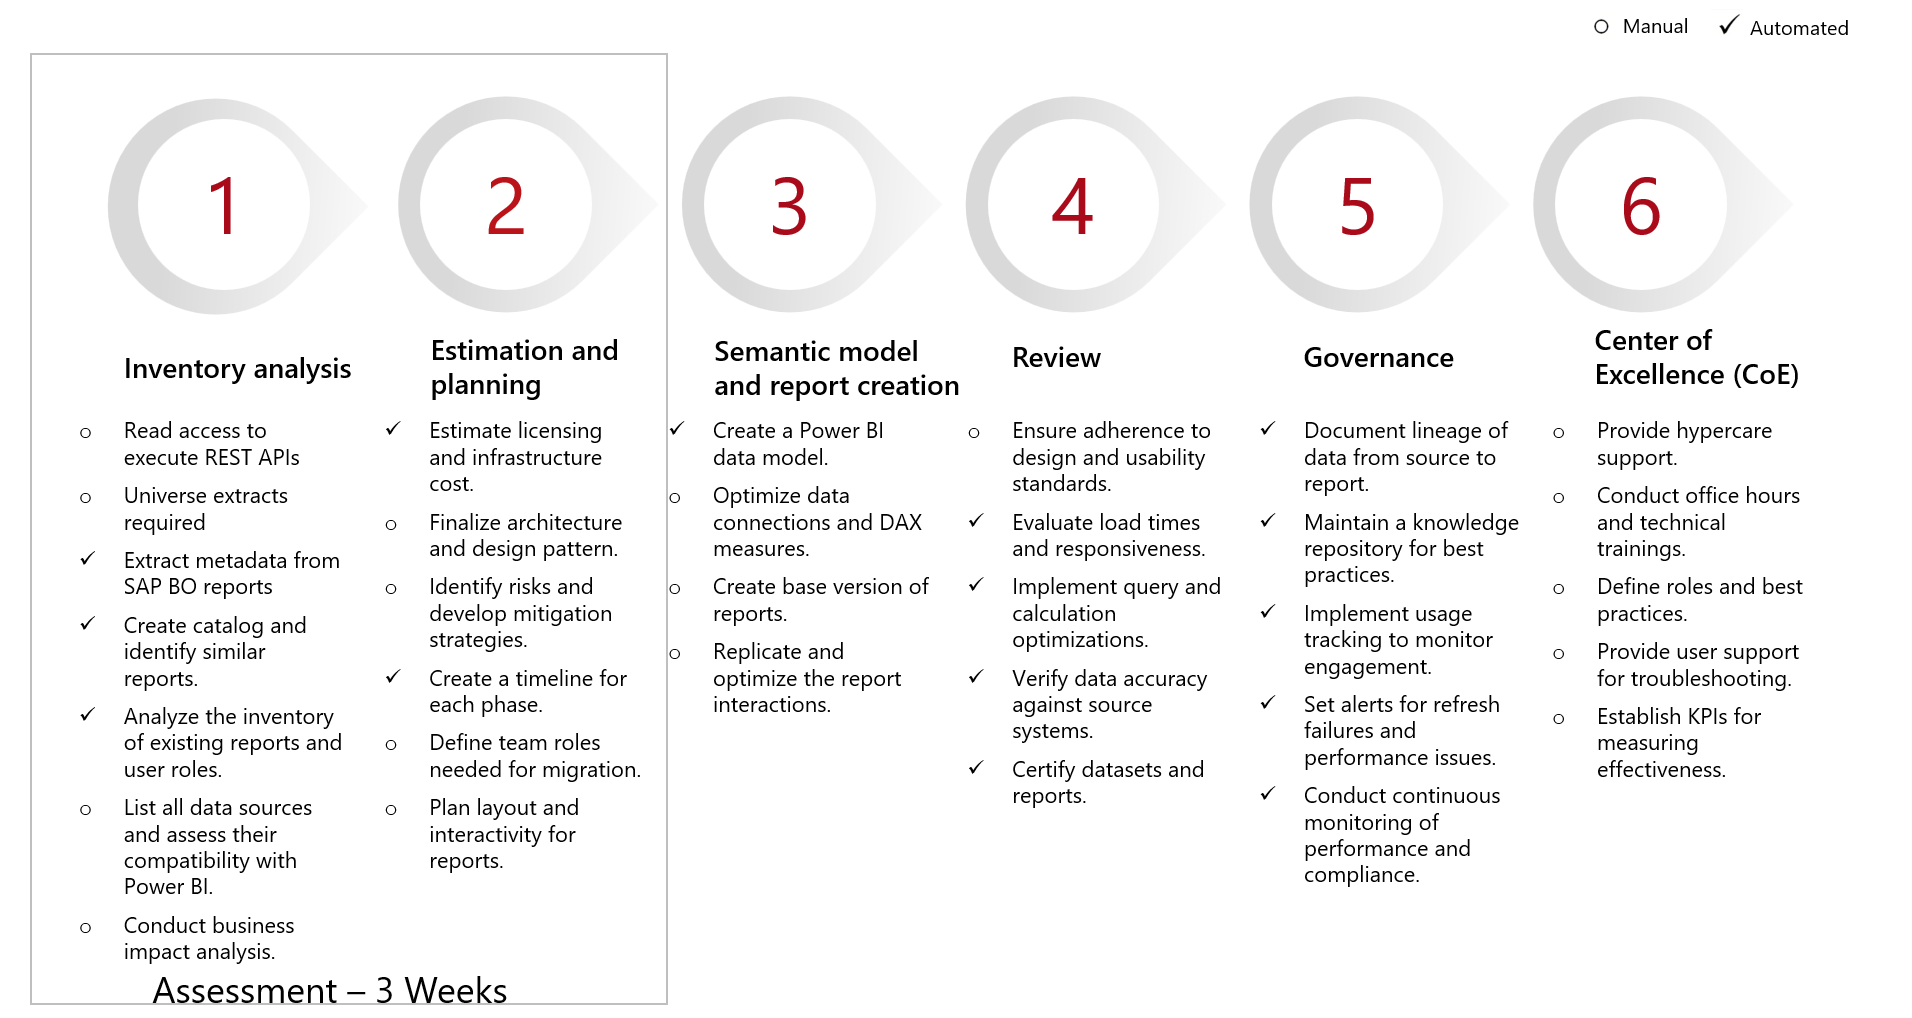 Manual
Automated
1
2
3
4
5
6
Inventory analysis
Read access to
execute REST APIs
Universe extracts
required
Extract metadata from
SAP BO reports
Create catalog and
identify similar
reports.
Analyze the inventory
of existing reports and
user roles.
List all data sources
and assess their
compatibility with
Power BI.
Conduct business
impact analysis.
Estimation and
planning
Estimate licensing
and infrastructure
cost.
Finalize architecture
and design pattern.
Identify risks and
develop mitigation
strategies.
Create a timeline for
each phase.
Define team roles
needed for migration.
Plan layout and
interactivity for
reports.
Assessment – 3 Weeks
Semantic model
and report creation
Create a Power BI
data model.
Optimize data
connections and DAX
measures.
Create base version of
reports.
Replicate and
optimize the report
interactions.
Review
Ensure adherence to
design and usability
standards.
Evaluate load times
and responsiveness.
Implement query and
calculation
optimizations.
Verify data accuracy
against source
systems.
Certify datasets and
reports.
Governance
Document lineage of
data from source to
report.
Maintain a knowledge
repository for best
practices.
Implement usage
tracking to monitor
engagement.
Set alerts for refresh
failures and
performance issues.
Conduct continuous
monitoring of
performance and
compliance.
Center of
Excellence (CoE)
Provide hypercare
support.
Conduct office hours
and technical
trainings.
Define roles and best
practices.
Provide user support
for troubleshooting.
Establish KPIs for
measuring
effectiveness.